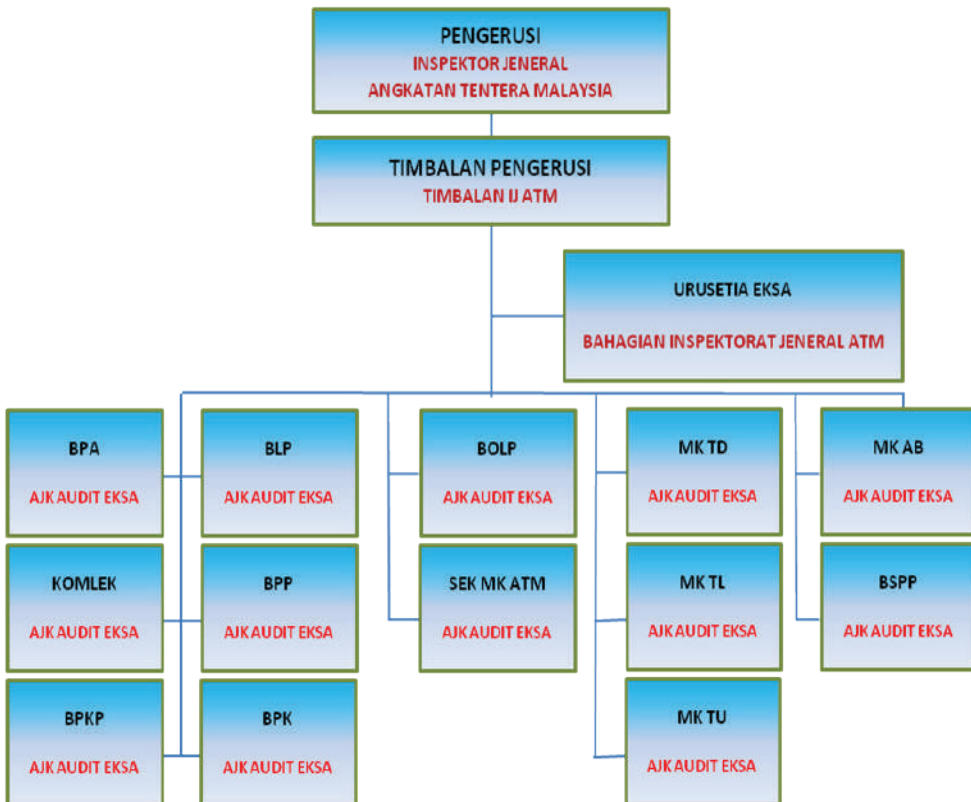 PENGERUSI
INSPEKTOR JENERAL
ANGKATAN TENTERA MALAYSIA
TIMBALAN PENGERUSI
TIMBALAN IJ ATM
URUSETIA EKSA
BAHAGIAN INSPEKTORAT JENERAL ATM
BPA
AJK AUDIT EKSA
BLP
AJK AUDIT EKSA
BOLP
AJK AUDIT EKSA
MK TD
AJK AUDIT EKSA
MK AB
AJK AUDIT EKSA
KOMLEK
AJK AUDIT EKSA
BPP
AJK AUDIT EKSA
SEK MK ATM
AJK AUDIT EKSA
MK TL
AJK AUDIT EKSA
BSPP
AJK AUDIT EKSA
BPKP
AJK AUDIT EKSA
BPK
AJK AUDIT EKSA
MK TU
AJK AUDIT EKSA